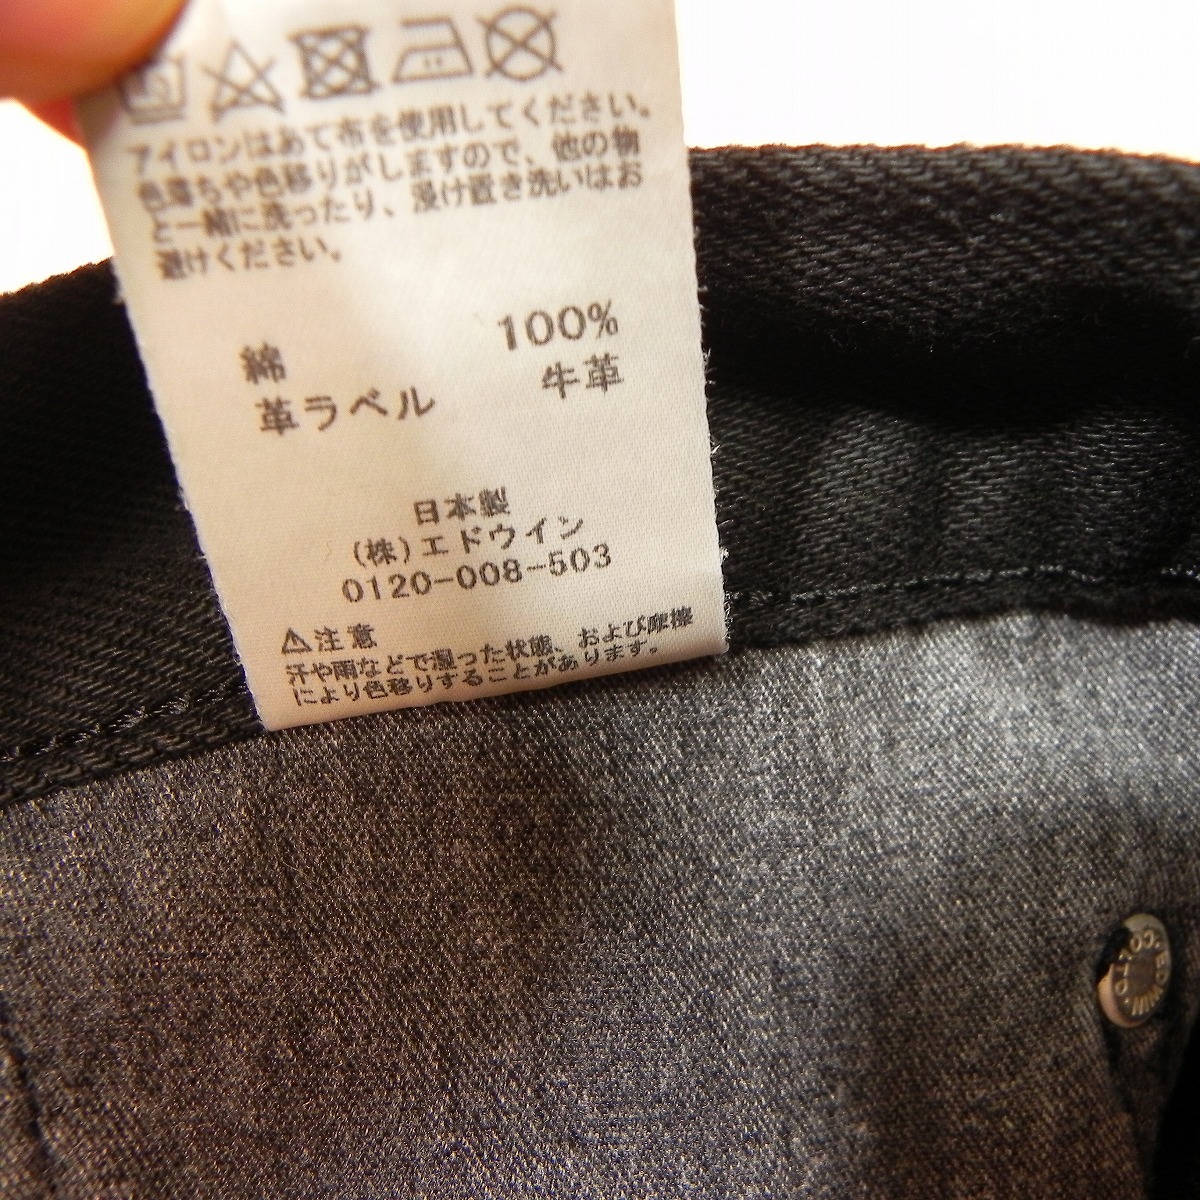 アイロンはあて布を使用してください。
色落ちや色移りがしますので、他の物
と一緒に洗ったり、浸け置き洗いはお
避けください。
綿 100%
革ラベル 牛革
日本製
(株)エドウイン
0120-008-503
⚠注意
汗や雨などで湿った状態、および摩擦
により色移りすることがあります。
EDWIN
CO.LTD.